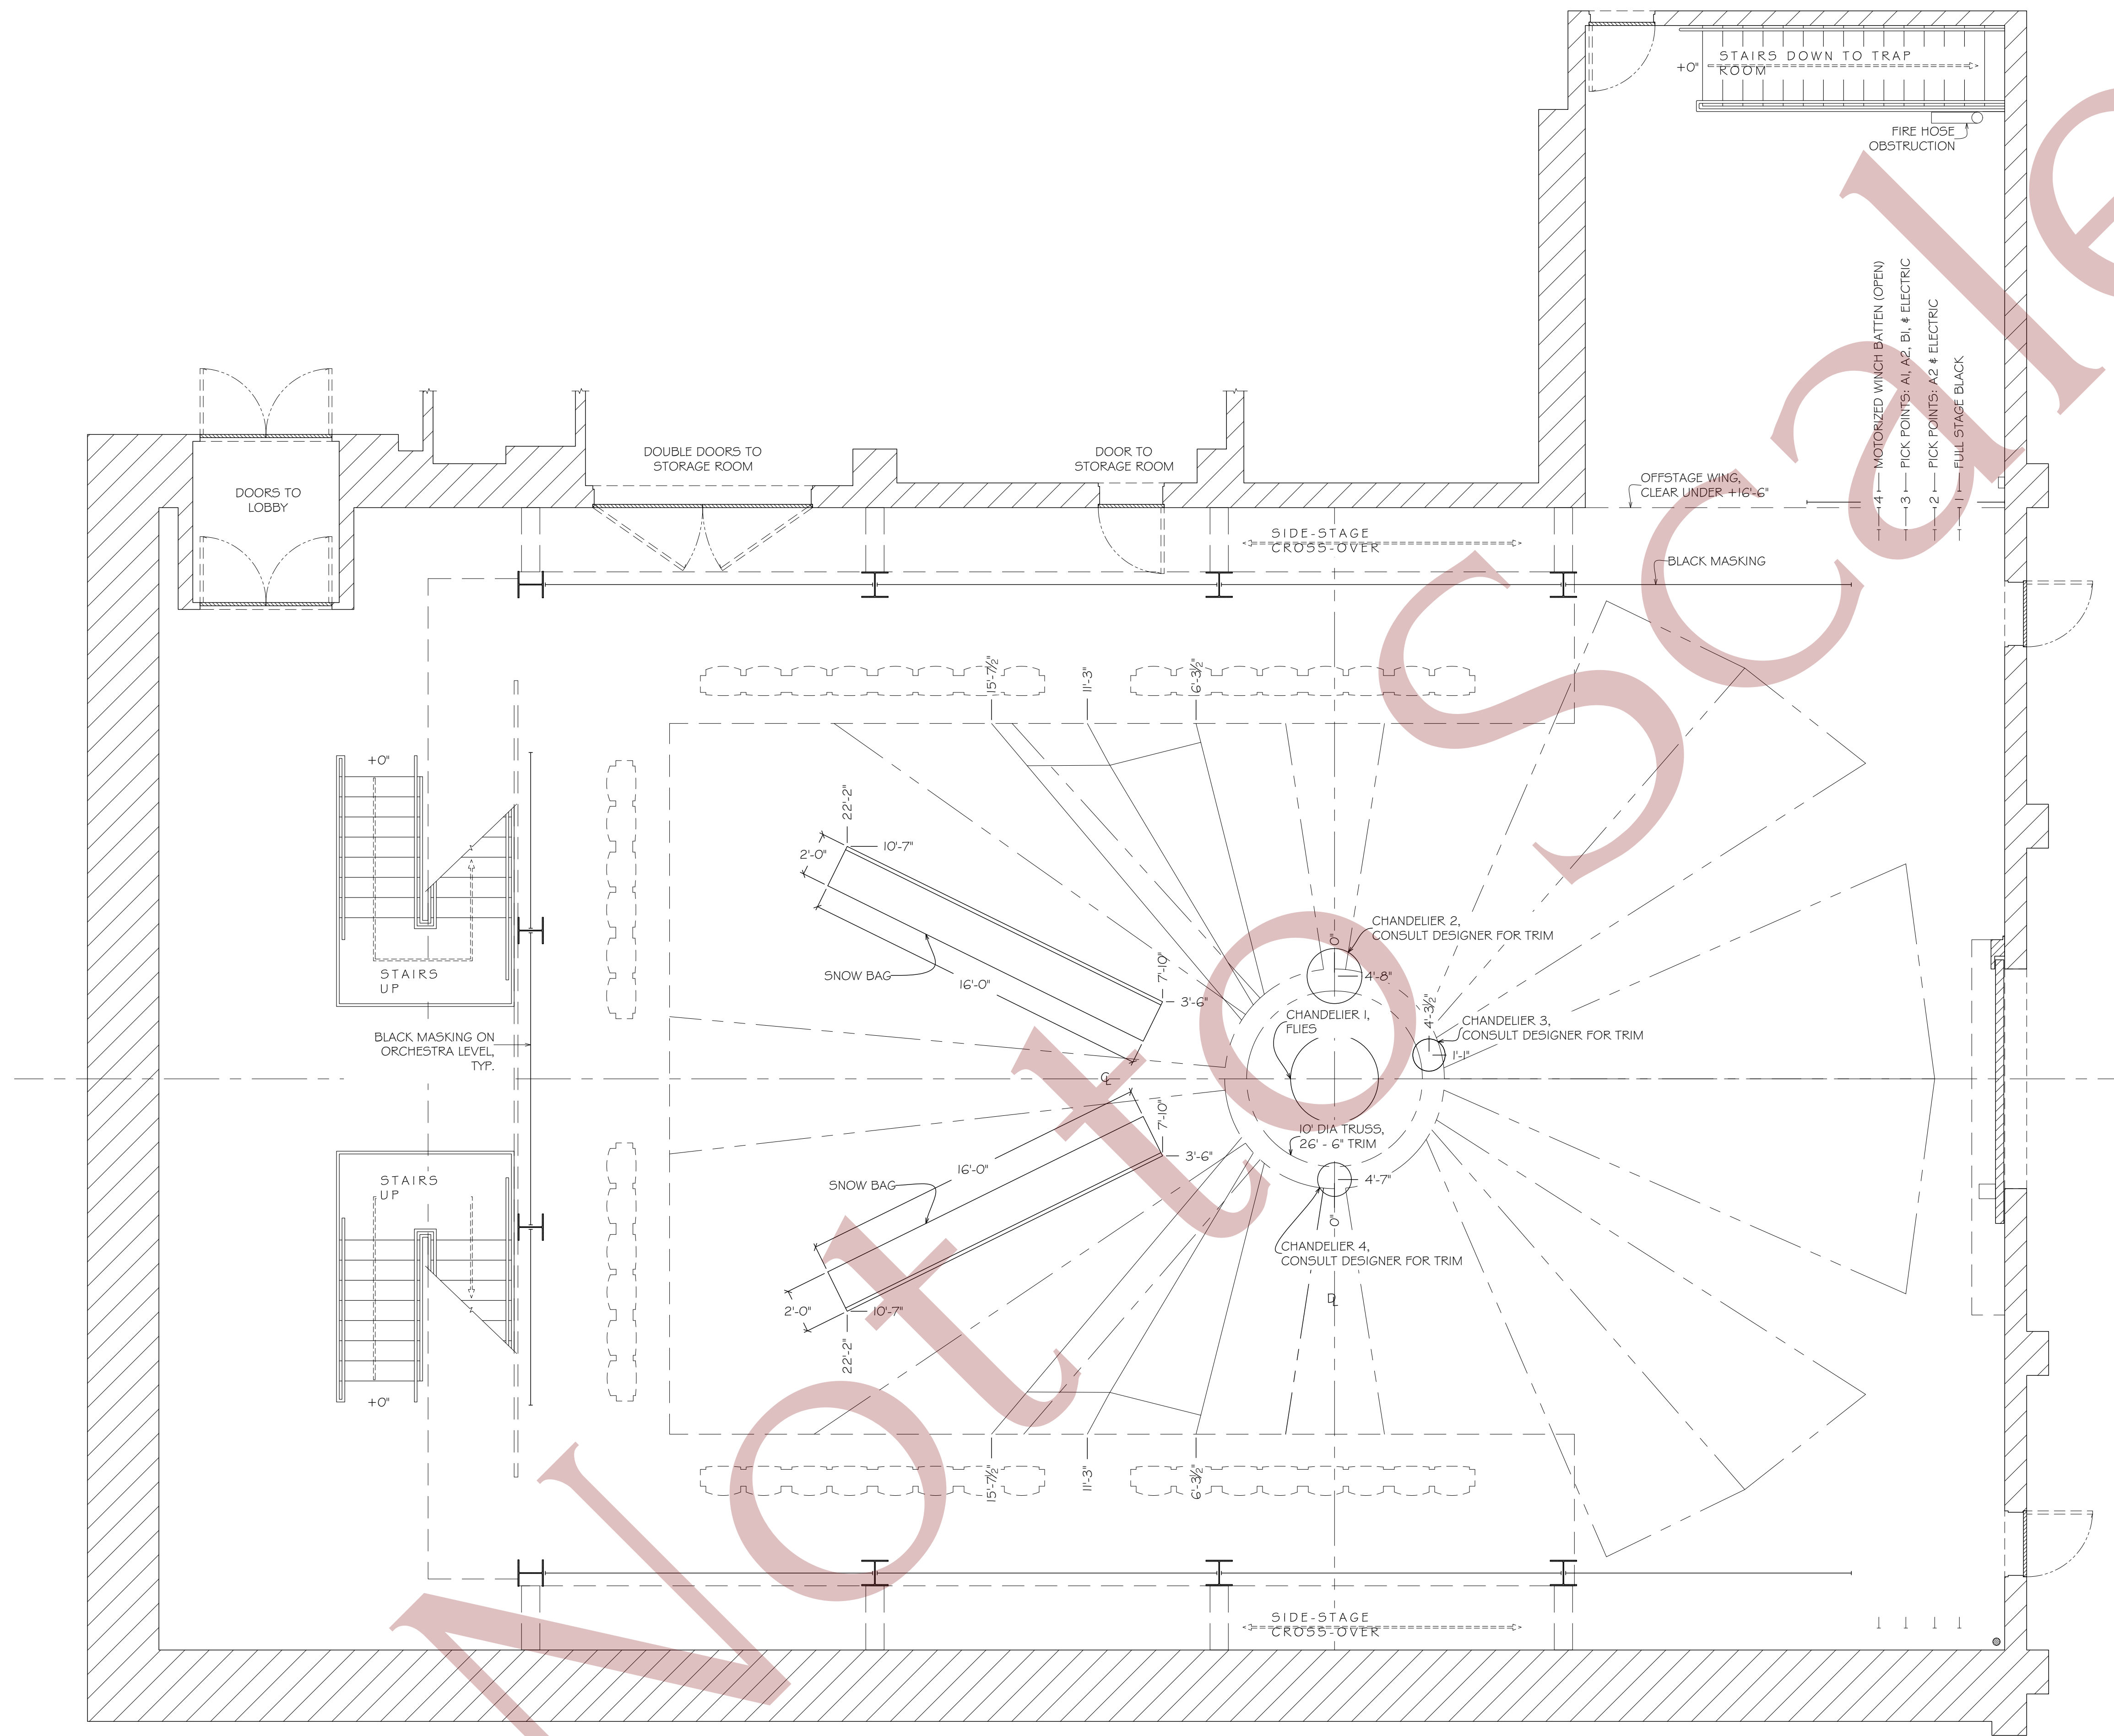 STAIRS DOWN TO TRAP
ROOM
+0"
FIRE HOSE
OBSTRUCTION
4 MOTORIZED WINCH BATTEN (OPEN)
3 PICK POINTS: A1, A2, B1, & ELECTRIC
2 PICK POINTS: A2 & ELECTRIC
1 FULL STAGE BLACK
DOUBLE DOORS TO
STORAGE ROOM
DOOR TO
STORAGE ROOM
DOORS TO
LOBBY
OFFSTAGE WING,
CLEAR UNDER +16'-6"
SIDE-STAGE
CROSS-OVER
BLACK MASKING
15'-7½"
11'-3"
6'-3½"
+0"
22'-2"
10'-7"
2'-0"
SNOW BAG
16'-0"
7'-10"
3'-6"
CHANDELIER 2,
CONSULT DESIGNER FOR TRIM
0"
4'-8"
STAIRS
UP
CHANDELIER 1,
FLIES
4'-3½"
CHANDELIER 3,
CONSULT DESIGNER FOR TRIM
1'-1"
BLACK MASKING ON
ORCHESTRA LEVEL,
TYP.
CL
7'-10"
3'-6"
10' DIA TRUSS,
26' - 6" TRIM
16'-0"
4'-7"
STAIRS
UP
SNOW BAG
0"
CHANDELIER 4,
CONSULT DESIGNER FOR TRIM
2'-0"
10'-7"
22'-2"
PL
+0"
15'-7½"
11'-3"
6'-3½"
SIDE-STAGE
CROSS-OVER
Not to Scale